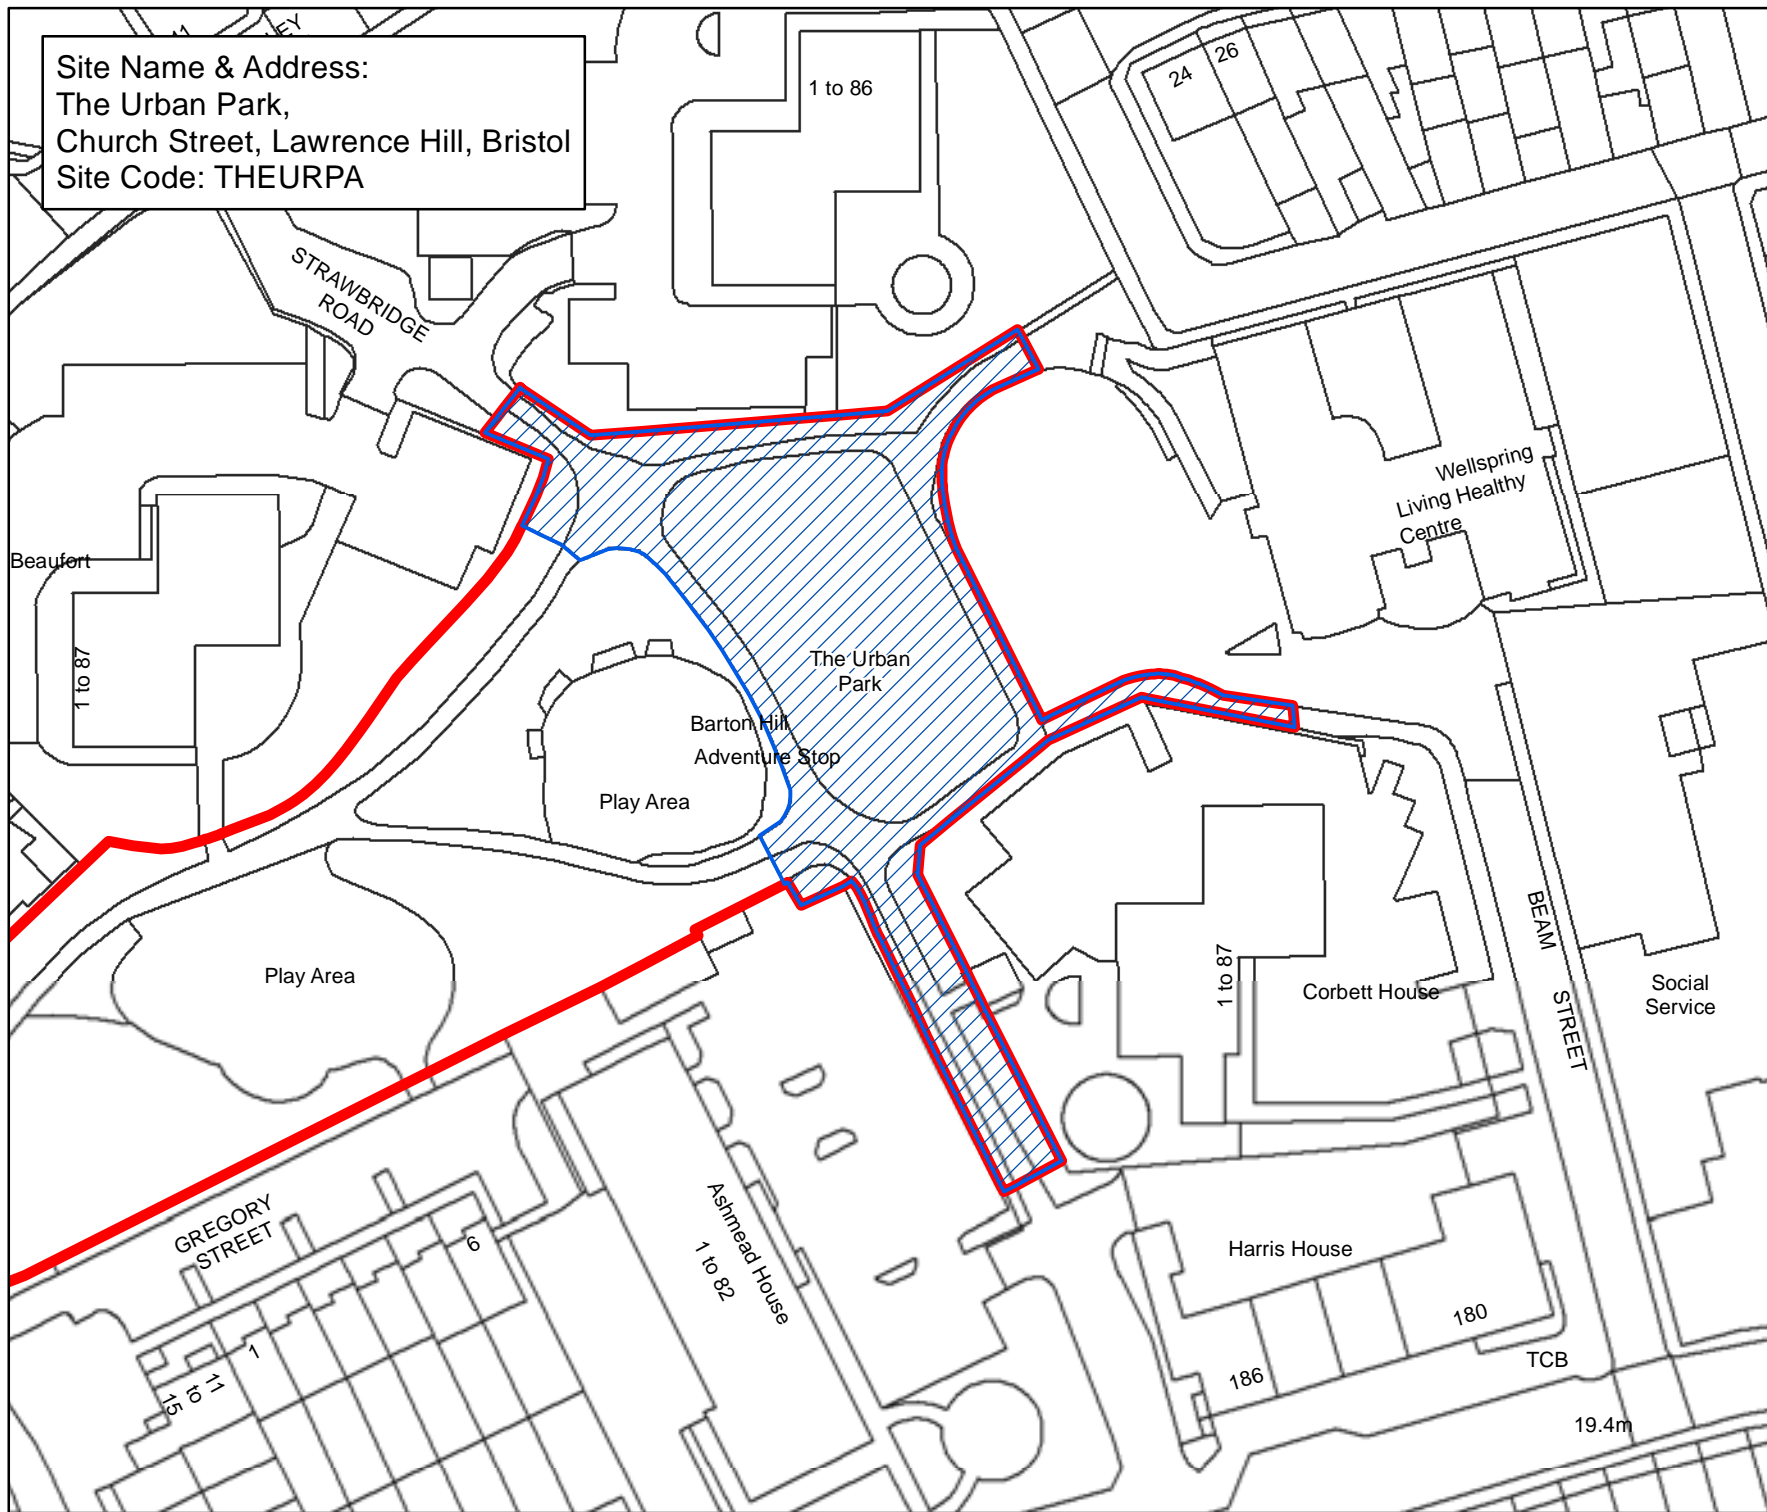 Site Name & Address:
The Urban Park,
Church Street, Lawrence Hill, Bristol
Site Code: THEURPA
1 to 86
24
26
STRAWBRIDGE
ROAD
Wellspring
Living Healthy
Centre
Beaufort
1 to 87
The Urban
Park
Barton Hill
Adventure Stop
Play Area
Play Area
1 to 87
Corbett House
BEAM
STREET
Social
Service
GREGORY
STREET
Ashmead House
1 to 82
Harris House
6
1
11
to
15
180
186
TCB
19.4m